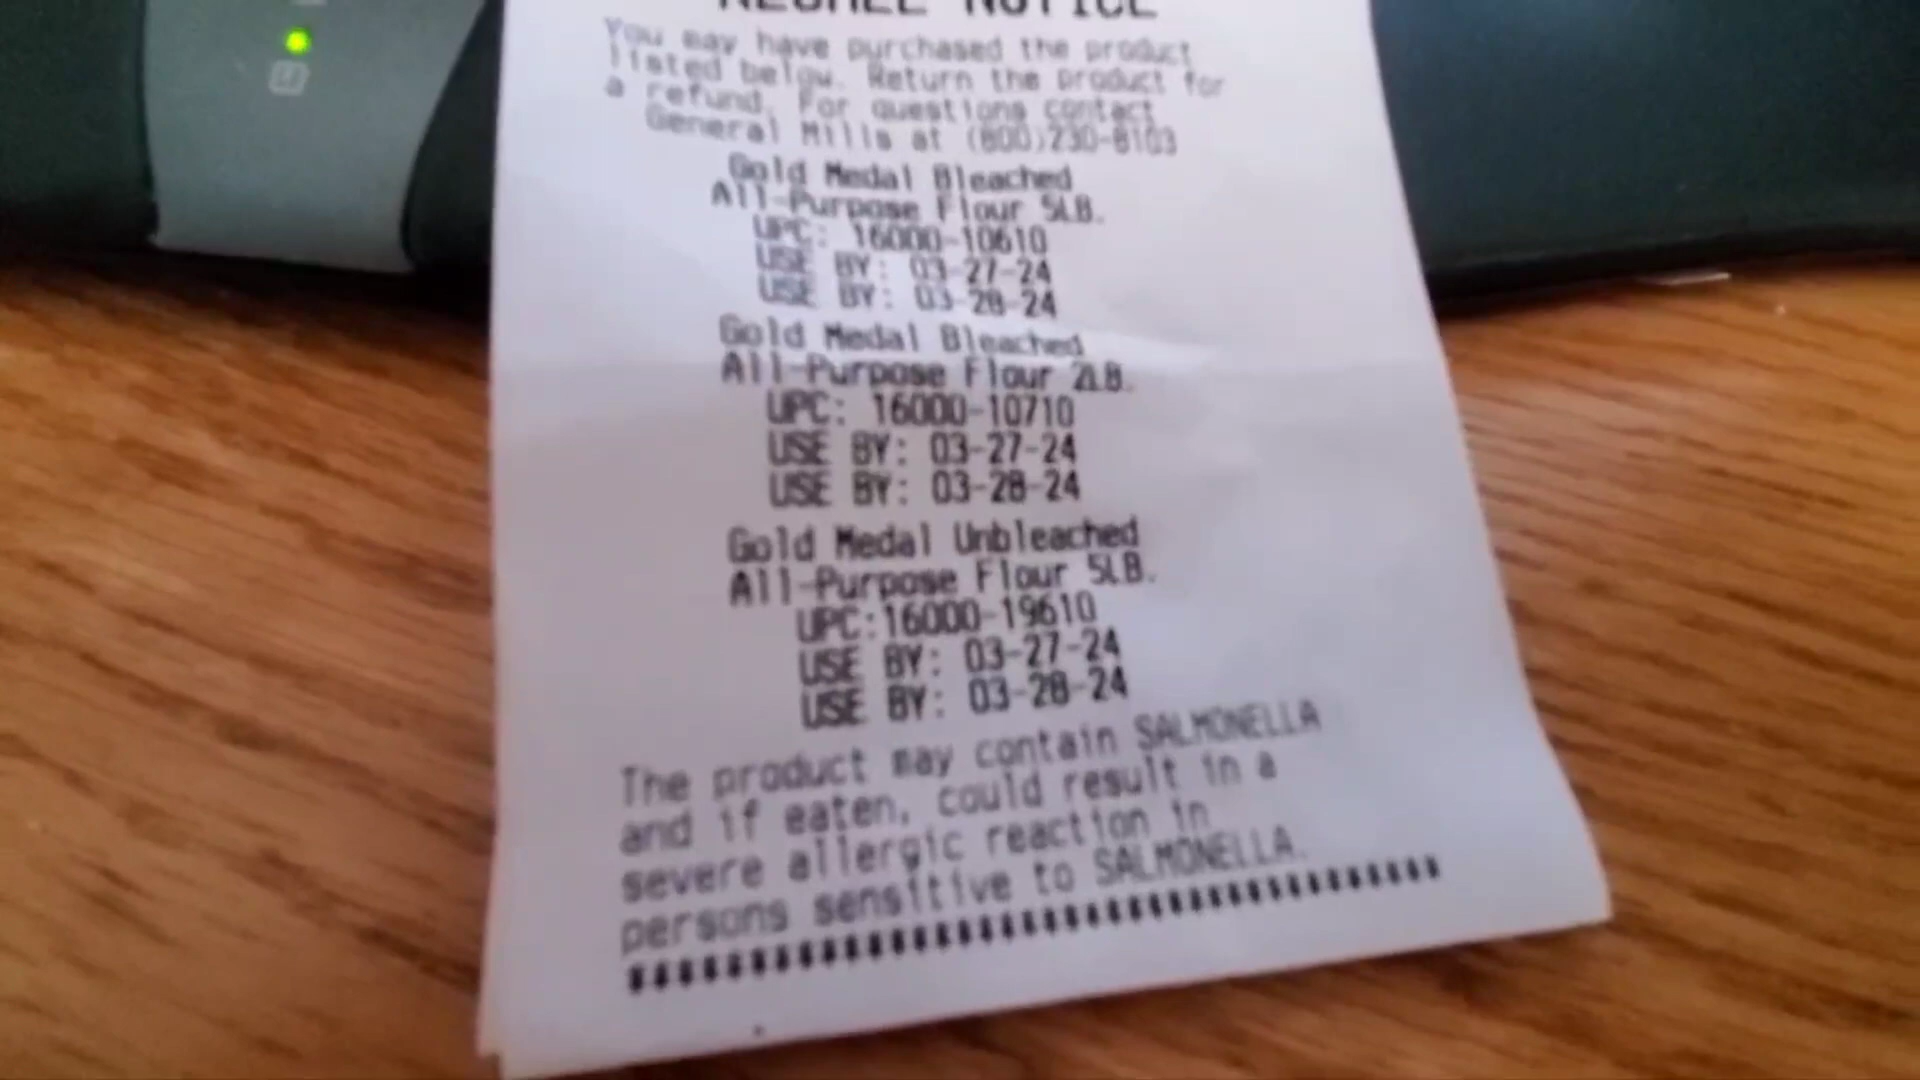 RECALL NOTICE
You may have purchased the product
listed below. Return the product for
a refund. For questions contact
General Mills at (800)230-8103
Gold Medal Bleached
All-Purpose Flour 5LB.
UPC: 16000-10610
USE BY: 03-27-24
USE BY: 03-28-24
Gold Medal Bleached
All-Purpose Flour 2LB.
UPC: 16000-10710
USE BY: 03-27-24
USE BY: 03-28-24
Gold Medal Unbleached
All-Purpose Flour 5LB.
UPC:16000-19610
USE BY: 03-27-24
USE BY: 03-28-24
The product may contain SALMONELLA
and if eaten, could result in a
severe allergic reaction in
persons sensitive to SALMONELLA.